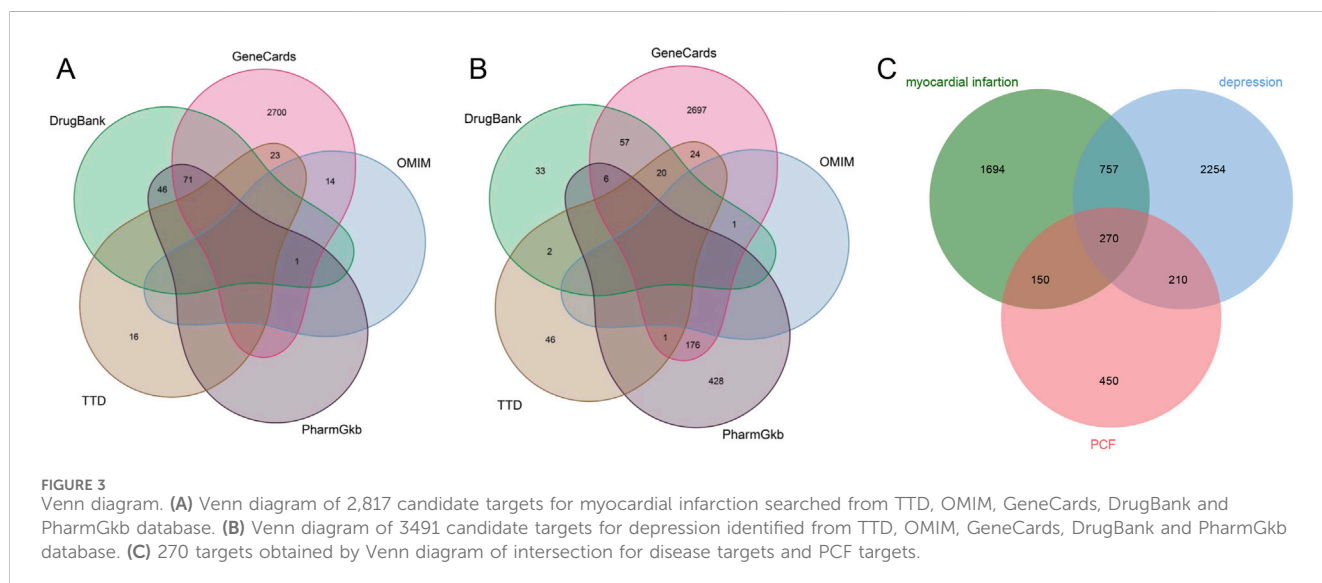 A
GeneCards
DrugBank
OMIM
TTD
PharmGkb
2700
23
14
46
71
1
16
B
GeneCards
DrugBank
OMIM
TTD
PharmGkb
2697
57
24
33
6
20
1
2
46
1
176
428
C
myocardial infartion
depression
1694
757
2254
270
150
210
450
PCF
FIGURE 3
Venn diagram. (A) Venn diagram of 2,817 candidate targets for myocardial infarction searched from TTD, OMIM, GeneCards, DrugBank and
PharmGkb database. (B) Venn diagram of 3491 candidate targets for depression identified from TTD, OMIM, GeneCards, DrugBank and PharmGkb
database. (C) 270 targets obtained by Venn diagram of intersection for disease targets and PCF targets.